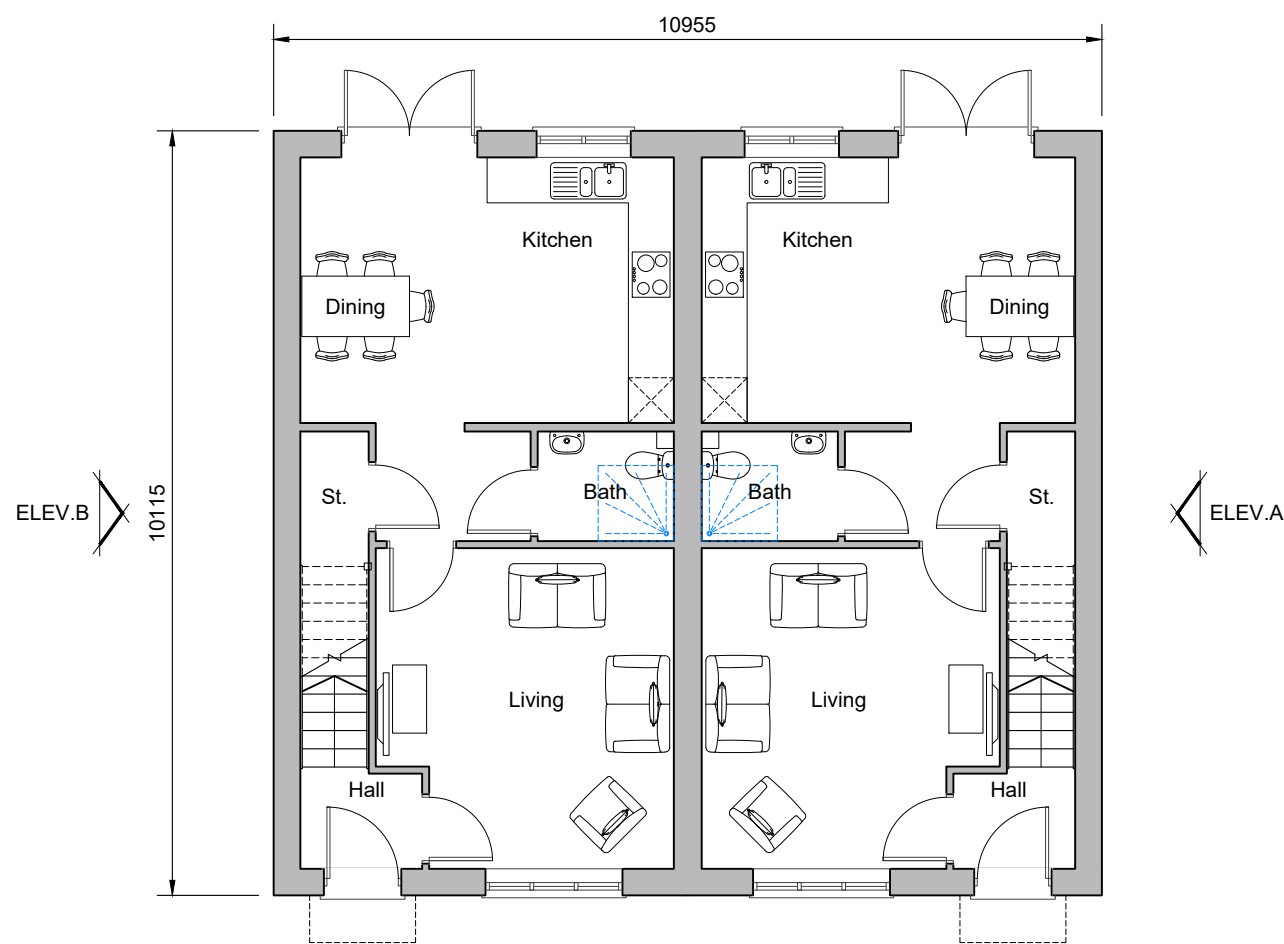 10955
Kitchen
Kitchen
Dining
Dining
10115
St.
Bath
Bath
St.
ELEV.B
ELEV.A
Living
Living
Hall
Hall